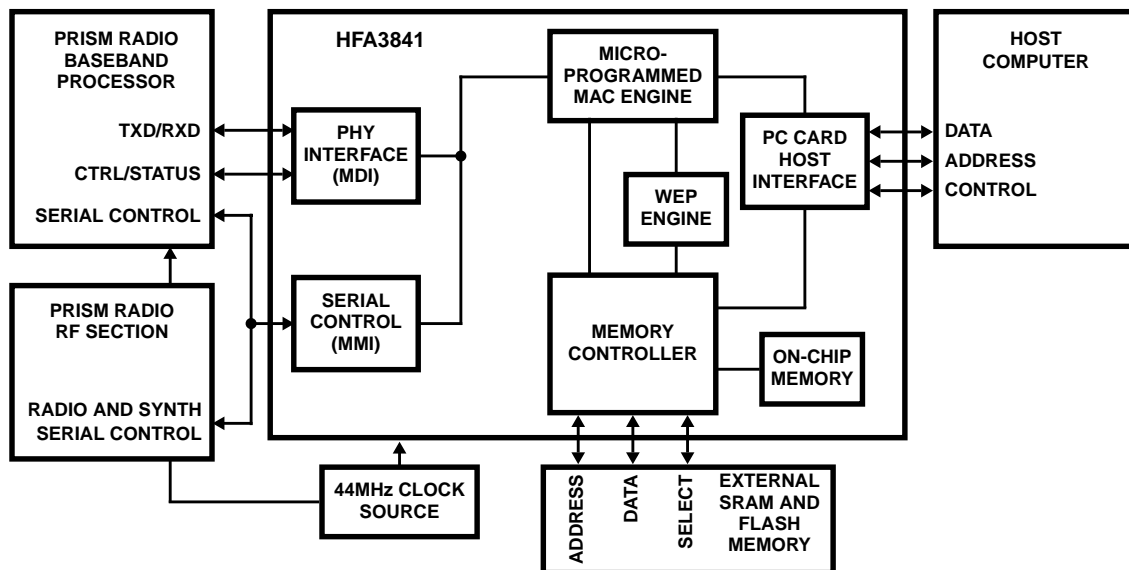 PRISM RADIO
BASEBAND
PROCESSOR
TXD/RXD
CTRL/STATUS
SERIAL CONTROL
PRISM RADIO
RF SECTION
RADIO AND SYNTH
SERIAL CONTROL
HFA3841
PHY
INTERFACE
(MDI)
SERIAL
CONTROL
(MMI)
MICRO-
PROGRAMMED
MAC ENGINE
WEP
ENGINE
PC CARD
HOST
INTERFACE
MEMORY
CONTROLLER
ON-CHIP
MEMORY
HOST
COMPUTER
DATA
ADDRESS
CONTROL
44MHz CLOCK
SOURCE
ADDRESS
DATA
SELECT
EXTERNAL
SRAM AND
FLASH
MEMORY